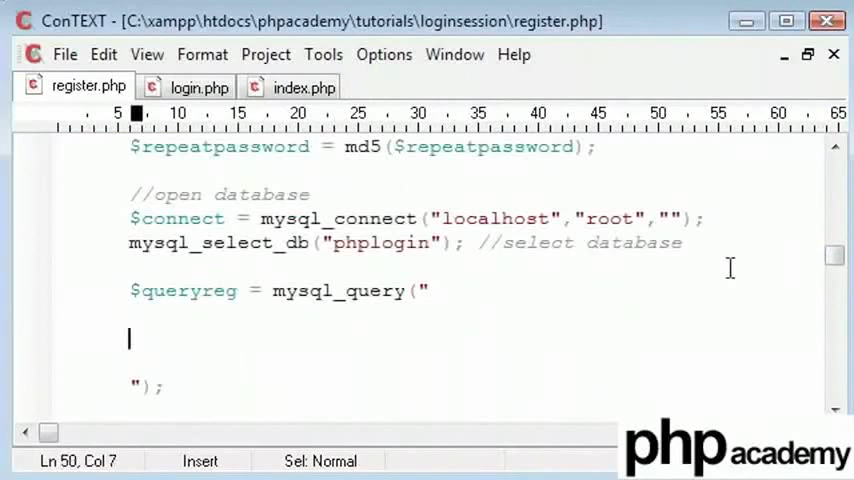 ConTEXT - [C:\xampp\htdocs\phpacademy\tutorials\loginsession\register.php]
File Edit View Format Project Tools Options Window Help
register.php login.php index.php
5 10 15 20 25 30 35 40 45 50 55 60 65
$repeatpassword = md5($repeatpassword);
//open database
$connect = mysql_connect("localhost","root","");
mysql_select_db("phplogin"); //select database
$queryreg = mysql_query("
");
Ln 50, Col 7 Insert Sel: Normal
php academy